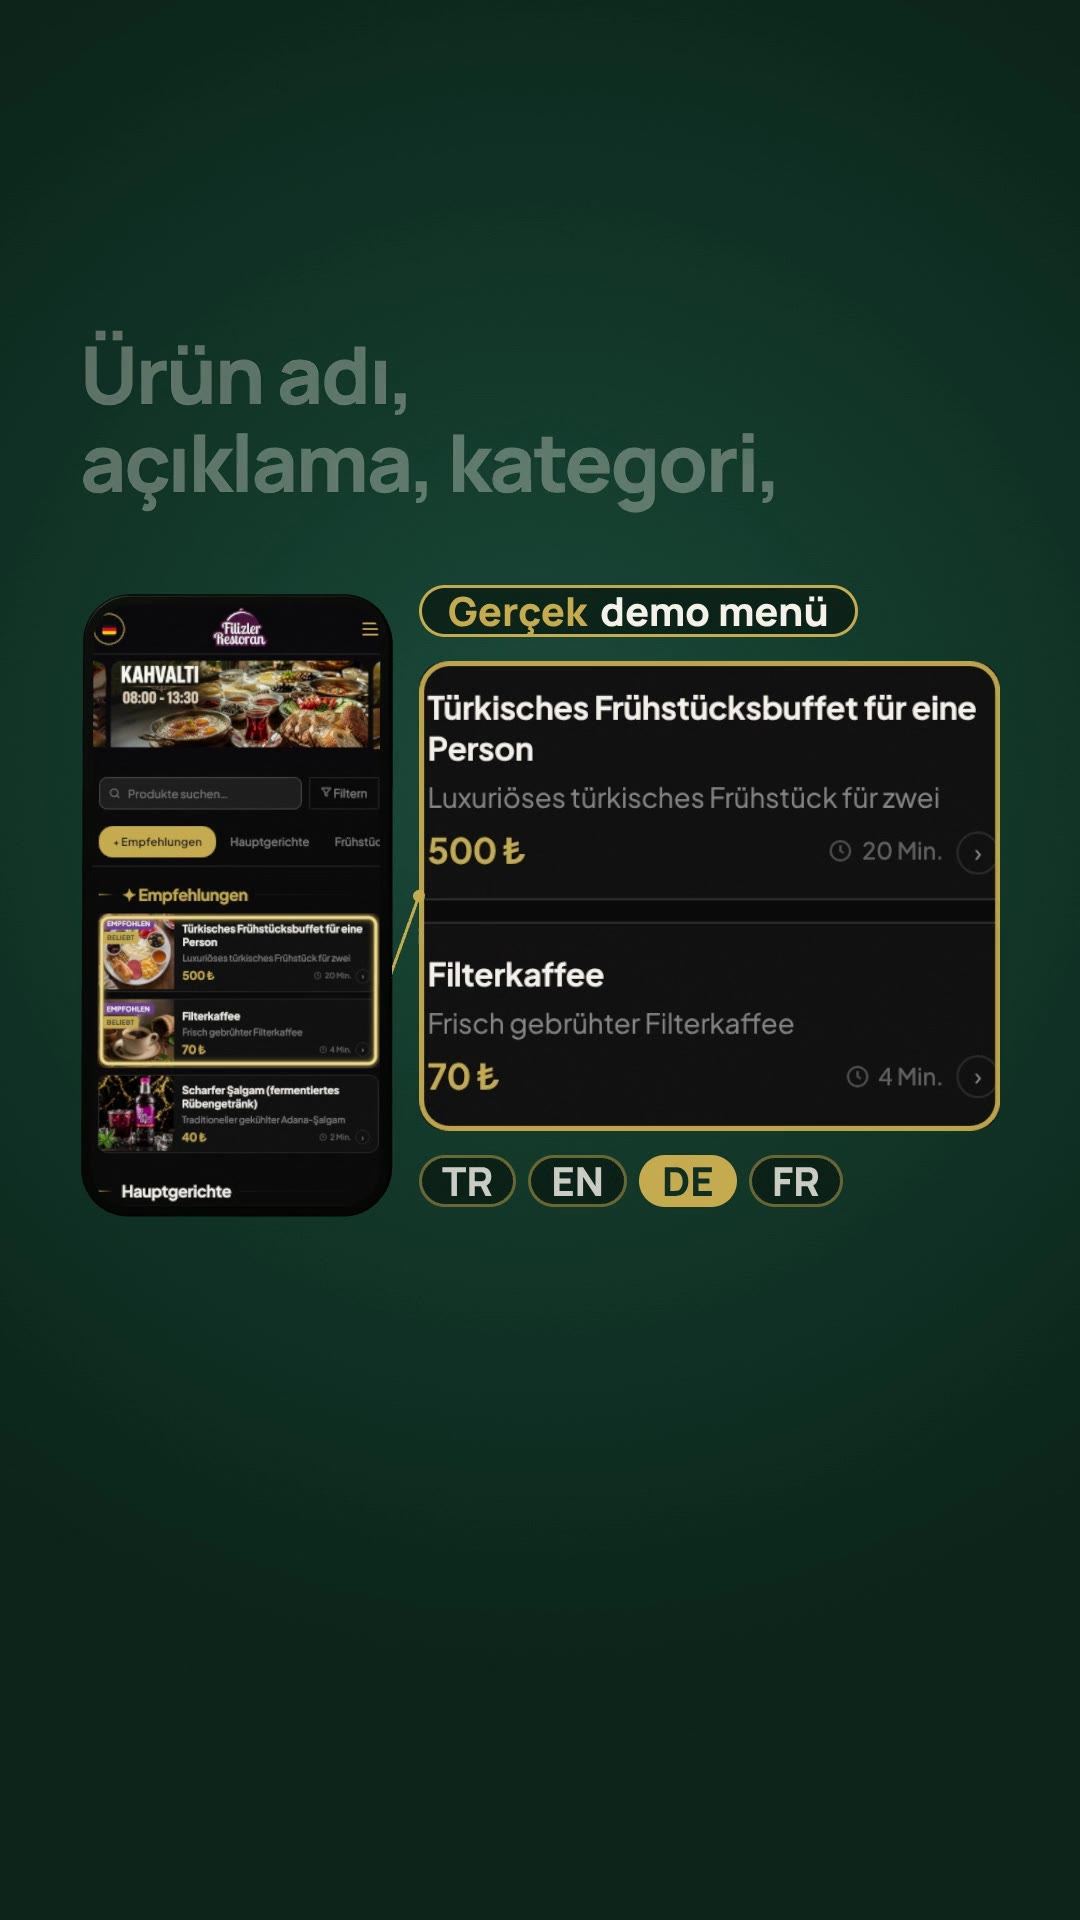 Ürün adı,
açıklama, kategori,
Filizler
Restoran
KAHVALTI
08:00 - 13:30
Produkte suchen...
Filtern
Empfehlungen
Hauptgerichte
Frühstüc
Empfehlungen
EMPFOHLEN
BELIEBT
Türkisches Frühstücksbuffet für eine
Person
Luxuriöses türkisches Frühstück für zwei
500 ₺
20 Min.
EMPFOHLEN
BELIEBT
Filterkaffee
Frisch gebrühter Filterkaffee
70 ₺
4 Min.
Scharfer Şalgam (fermentiertes
Rübengetränk)
Traditioneller gekühlter Adana-Şalgam
40 ₺
2 Min.
Hauptgerichte
Gerçek demo menü
Türkisches Frühstücksbuffet für eine
Person
Luxuriöses türkisches Frühstück für zwei
500 ₺
20 Min.
Filterkaffee
Frisch gebrühter Filterkaffee
70 ₺
4 Min.
TR EN DE FR